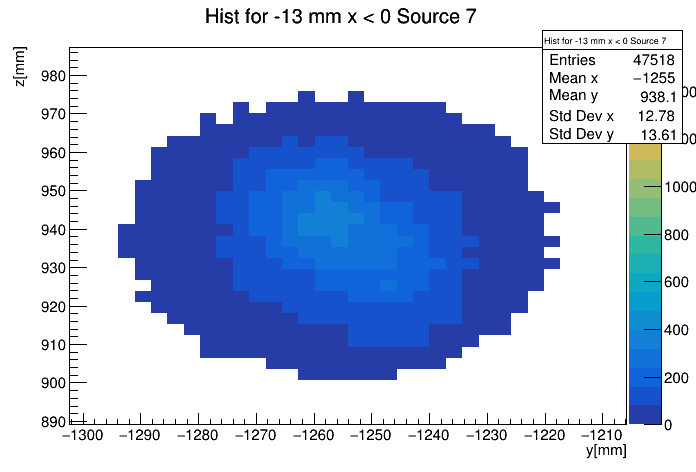 Hist for -13 mm x < 0 Source 7
Hist for -13 mm x < 0 Source 7
Entries 47518
Mean x −1255
Mean y 938.1
Std Dev x 12.78
Std Dev y 13.61
z[mm]
980
970
960
950
940
930
920
910
900
890
−1300 −1290 −1280 −1270 −1260 −1250 −1240 −1230 −1220 −1210
y[mm]
1000
800
600
400
200
0